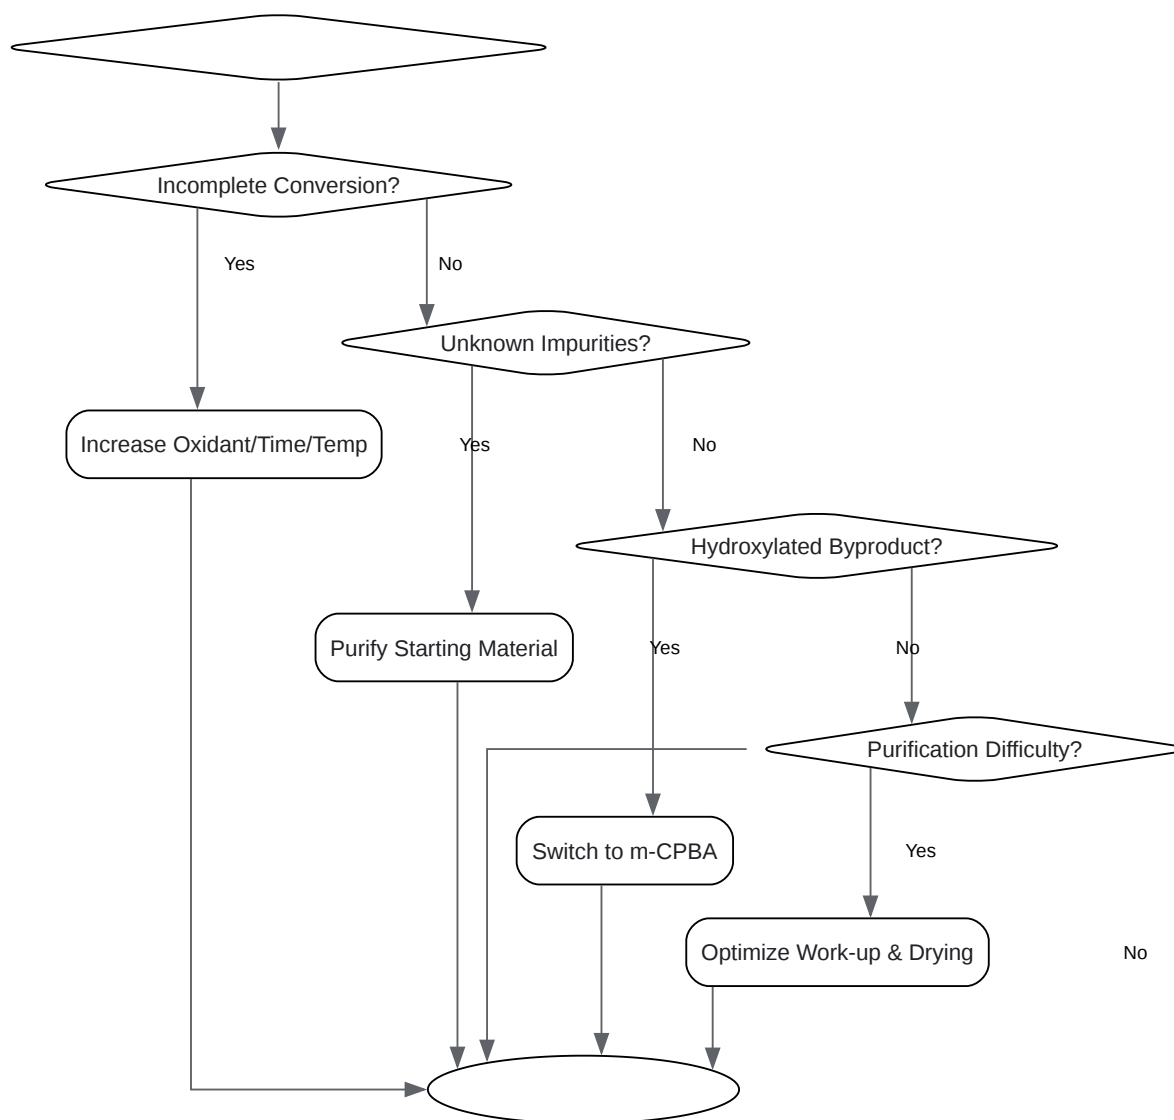 Incomplete Conversion?
Yes
No
Unknown Impurities?
Increase Oxidant/Time/Temp
Yes
No
Hydroxylated Byproduct?
Purify Starting Material
Yes
No
Purification Difficulty?
Switch to m-CPBA
Yes
Optimize Work-up & Drying
No